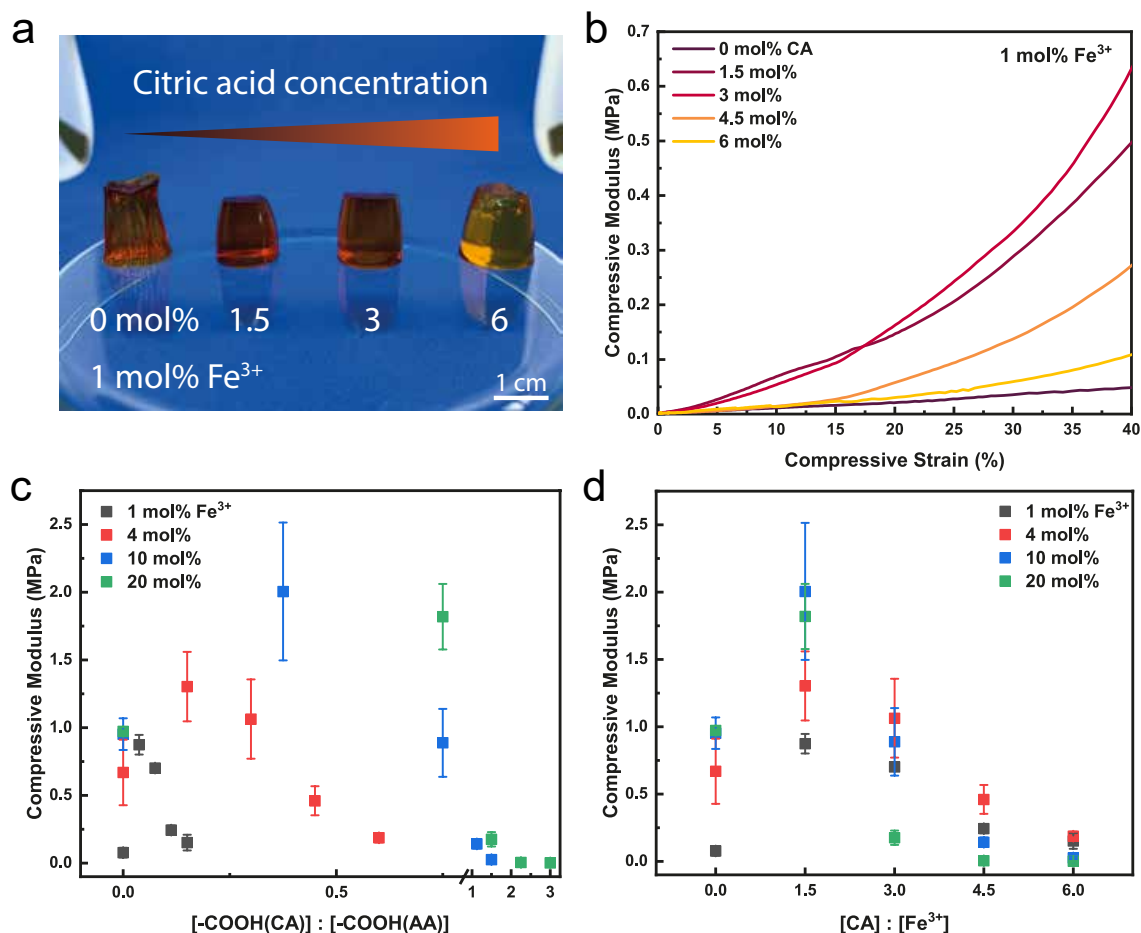 a
Citric acid concentration
0 mol% 1.5 3 6
1 mol% Fe³⁺
1 cm
b
0 mol% CA
1.5 mol%
3 mol%
4.5 mol%
6 mol%
1 mol% Fe³⁺
Compressive Modulus (MPa)
0.7
0.6
0.5
0.4
0.3
0.2
0.1
0.0
0 5 10 15 20 25 30 35 40
Compressive Strain (%)
c
1 mol% Fe³⁺
4 mol%
10 mol%
20 mol%
Compressive Modulus (MPa)
2.5
2.0
1.5
1.0
0.5
0.0
0.0 0.5 1 2 3
[-COOH(CA)] : [-COOH(AA)]
d
1 mol% Fe³⁺
4 mol%
10 mol%
20 mol%
Compressive Modulus (MPa)
2.5
2.0
1.5
1.0
0.5
0.0
0.0 1.5 3.0 4.5 6.0
[CA] : [Fe³⁺]